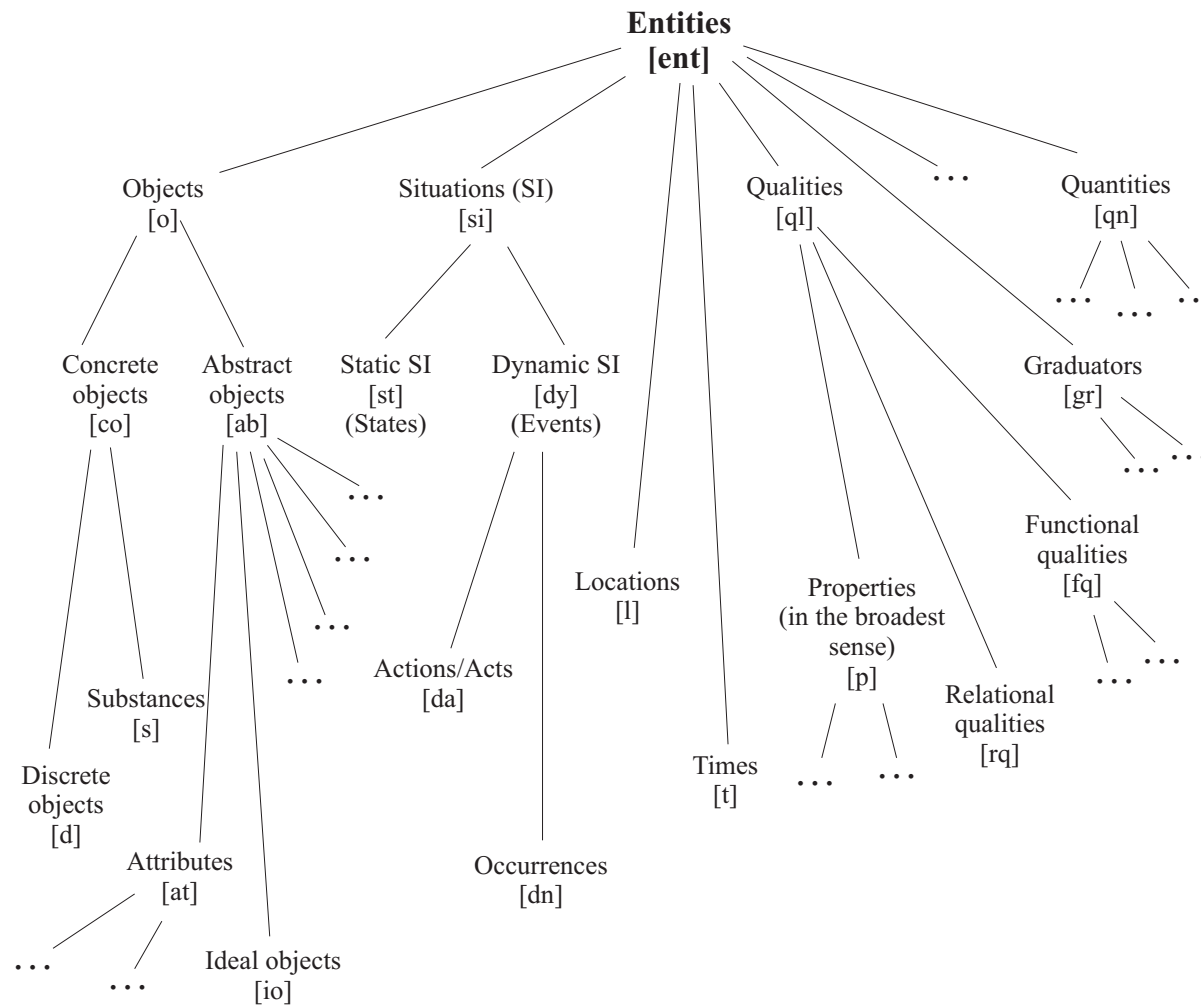 Entities
[ent]
Objects
[o]
Situations (SI)
[si]
Qualities
[ql]
...
Quantities
[qn]
...
...
..
Concrete
objects
[co]
Abstract
objects
[ab]
Static SI
[st]
(States)
Dynamic SI
[dy]
(Events)
Graduators
[gr]
...
...
...
...
...
...
Functional
qualities
[fq]
...
...
Locations
[l]
Properties
(in the broadest
sense)
[p]
...
...
Actions/Acts
[da]
Substances
[s]
Relational
qualities
[rq]
Times
[t]
Discrete
objects
[d]
Attributes
[at]
...
...
Occurrences
[dn]
Ideal objects
[io]